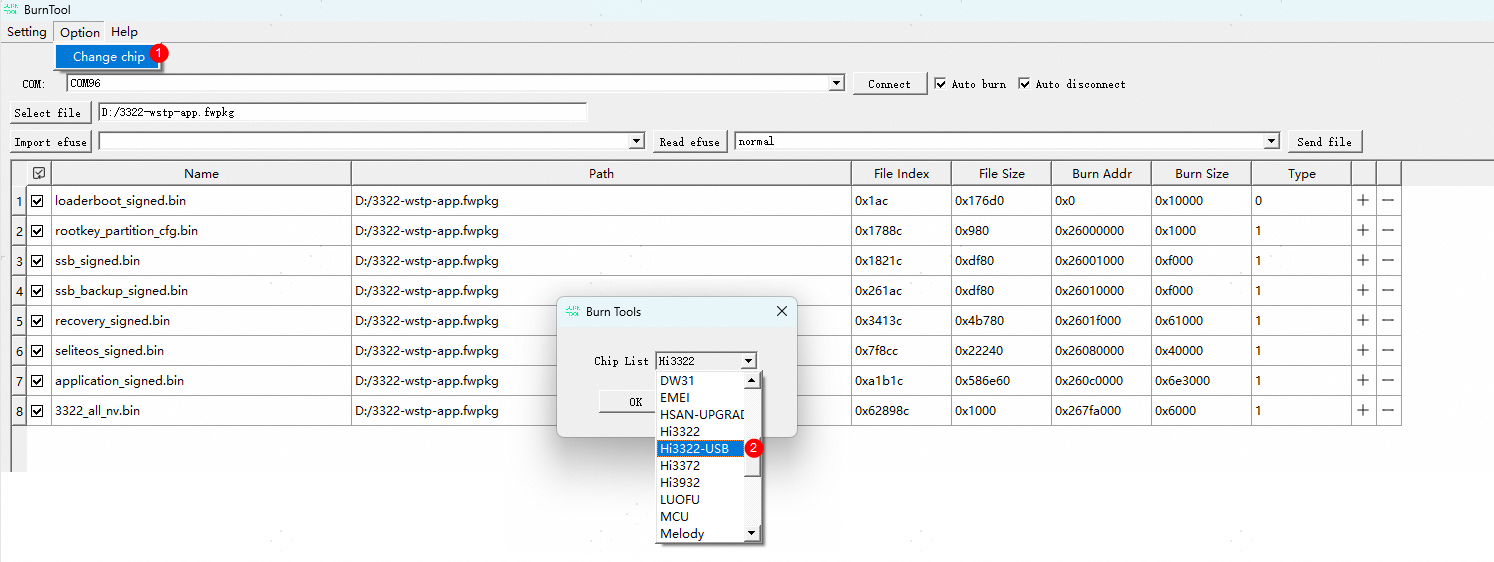 BURN TOOL BurnTool
Setting Option Help
Change chip 1
COM: COM96 Connect Auto burn Auto disconnect
Select file D:/3322-wstp-app.fwpkg
Import efuse Read efuse normal Send file
Name Path File Index File Size Burn Addr Burn Size Type
1 loaderboot_signed.bin D:/3322-wstp-app.fwpkg 0x1ac 0x176d0 0x0 0x10000 0 + −
2 rootkey_partition_cfg.bin D:/3322-wstp-app.fwpkg 0x1788c 0x980 0x26000000 0x1000 1 + −
3 ssb_signed.bin D:/3322-wstp-app.fwpkg 0x1821c 0xdf80 0x26001000 0xf000 1 + −
4 ssb_backup_signed.bin D:/3322-wstp-app.fwpkg 0x261ac 0xdf80 0x26010000 0xf000 1 + −
5 recovery_signed.bin D:/3322-wstp-app.fwpkg 0x3413c 0x4b780 0x2601f000 0x61000 1 + −
6 seliteos_signed.bin D:/3322-wstp-app.fwpkg 0x7f8cc 0x22240 0x26080000 0x40000 1 + −
7 application_signed.bin D:/3322-wstp-app.fwpkg 0xa1b1c 0x586e60 0x260c0000 0x6e3000 1 + −
8 3322_all_nv.bin D:/3322-wstp-app.fwpkg 0x62898c 0x1000 0x267fa000 0x6000 1 + −
BURN TOOL Burn Tools
Chip List Hi3322
OK
DW31
EMEI
HSAN-UPGRAD
Hi3322
Hi3322-USB 2
Hi3372
Hi3932
LUOFU
MCU
Melody